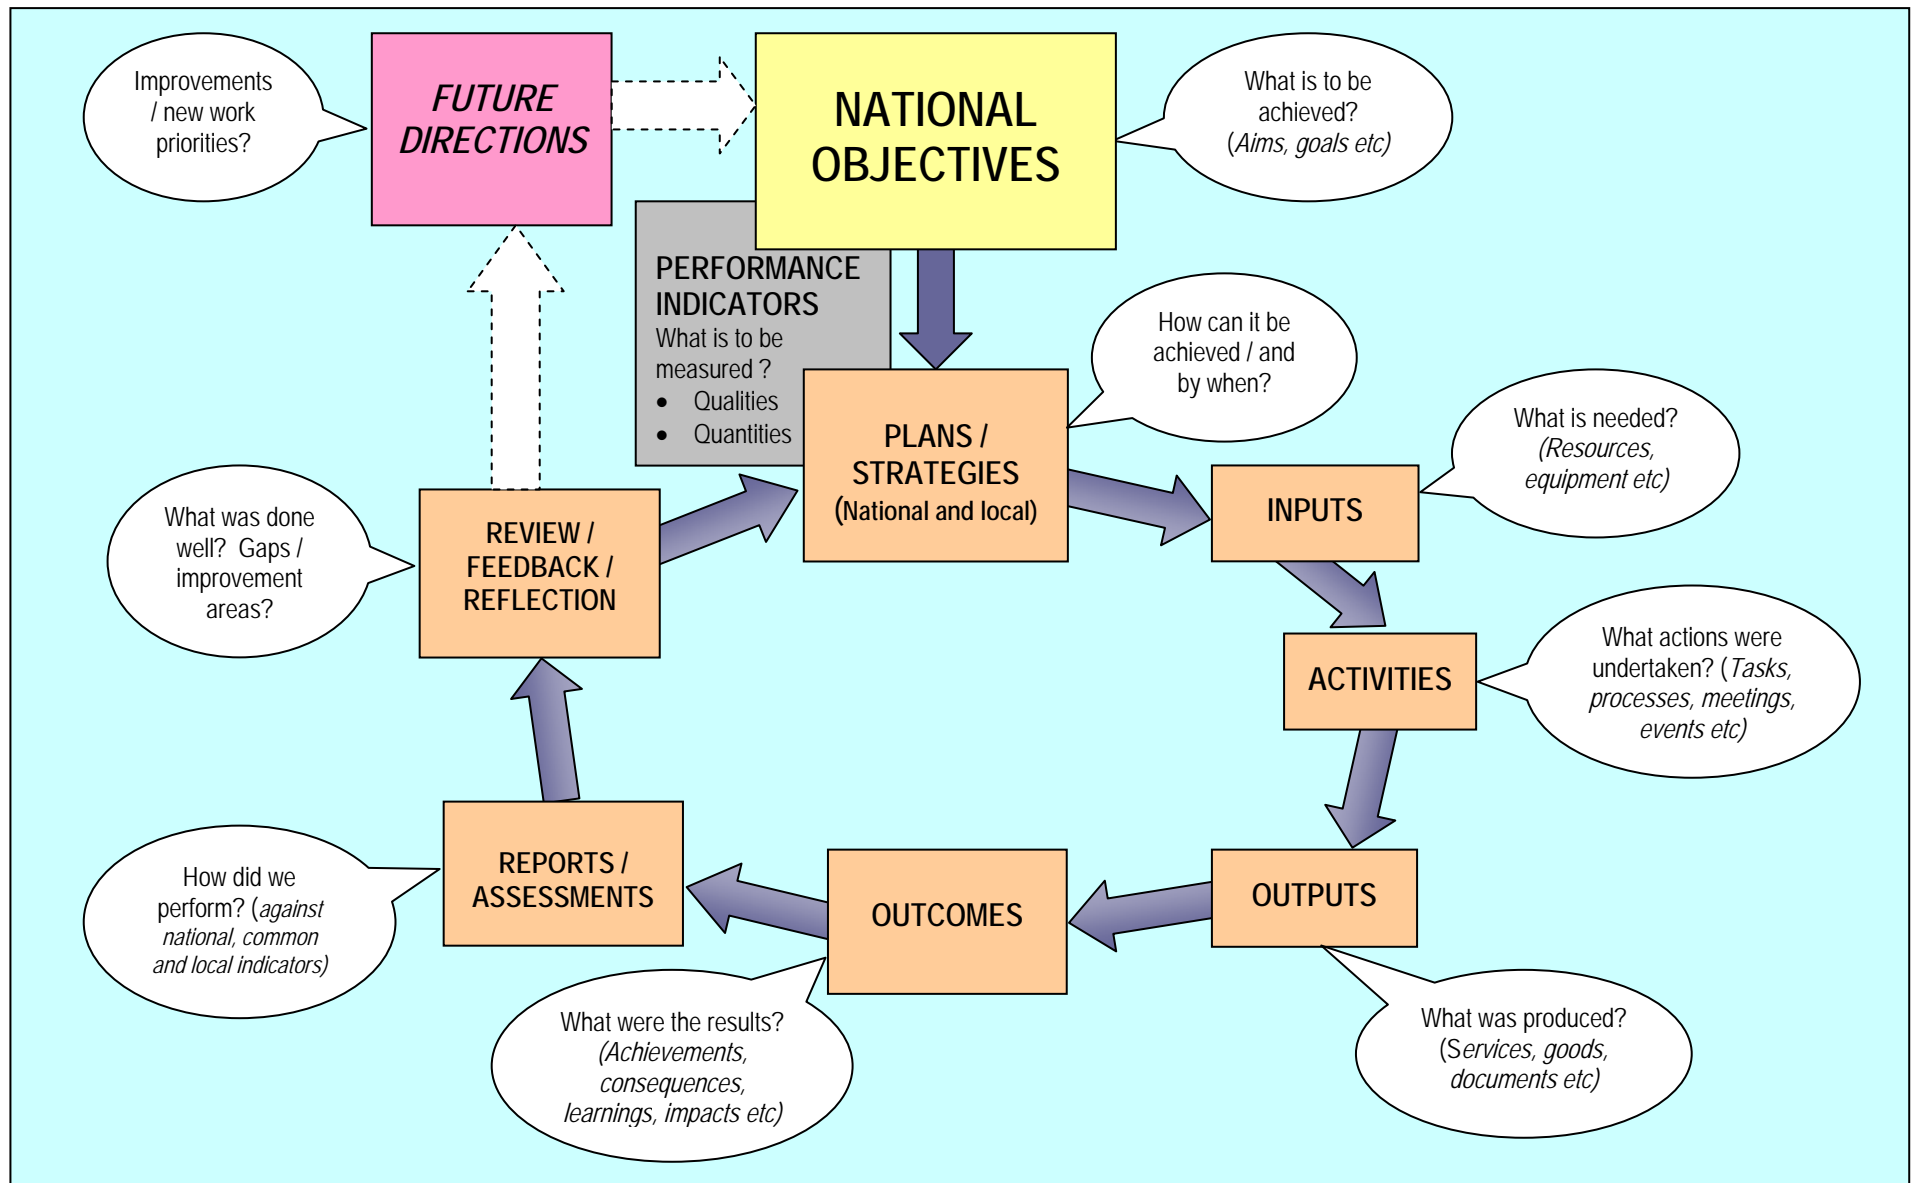 Improvements
/ new work
priorities?
FUTURE
DIRECTIONS
NATIONAL
OBJECTIVES
What is to be
achieved?
(Aims, goals etc)
PERFORMANCE
INDICATORS
What is to be
measured ?
• Qualities
• Quantities
How can it be
achieved / and
by when?
PLANS /
STRATEGIES
(National and local)
What is needed?
(Resources,
equipment etc)
INPUTS
What was done
well? Gaps /
improvement
areas?
REVIEW /
FEEDBACK /
REFLECTION
ACTIVITIES
What actions were
undertaken? (Tasks,
processes, meetings,
events etc)
How did we
perform? (against
national, common
and local indicators)
REPORTS /
ASSESSMENTS
OUTCOMES
OUTPUTS
What were the results?
(Achievements,
consequences,
learnings, impacts etc)
What was produced?
(Services, goods,
documents etc)